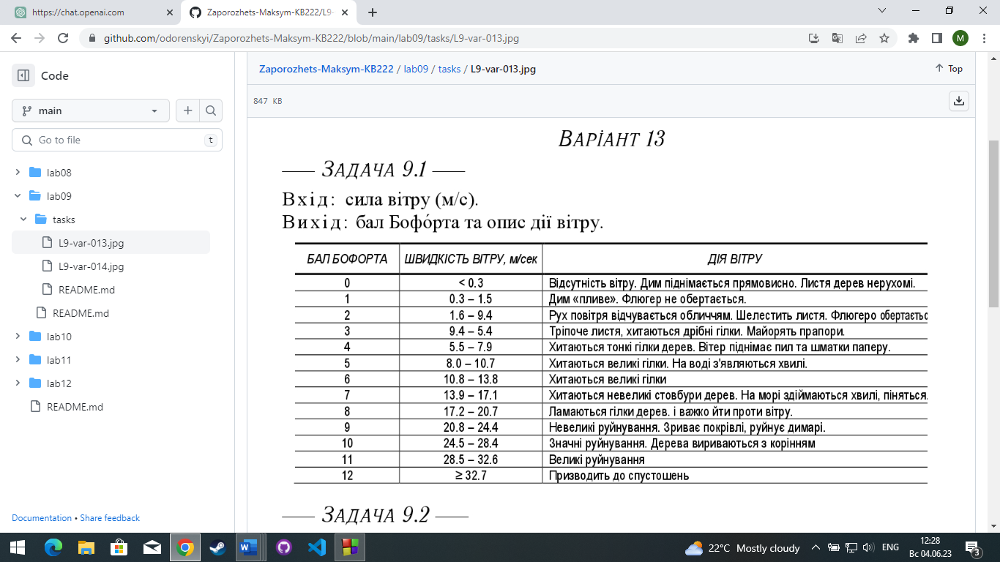 https://chat.openai.com
Zaporozhets-Maksym-KB222/L9-
github.com/odorenskyi/Zaporozhets-Maksym-KB222/blob/main/lab09/tasks/L9-var-013.jpg
M
Code
main
Go to file
t
lab08
lab09
tasks
L9-var-013.jpg
L9-var-014.jpg
README.md
README.md
lab10
lab11
lab12
README.md
Documentation • Share feedback
Zaporozhets-Maksym-KB222 / lab09 / tasks / L9-var-013.jpg
Top
847 KB
ВАРІАНТ 13
ЗАДАЧА 9.1
Вхід: сила вітру (м/с).
Вихід: бал Бофо́рта та опис дії вітру.
БАЛ БОФОРТА ШВИДКІСТЬ ВІТРУ, м/сек ДІЯ ВІТРУ
0 < 0.3 Відсутність вітру. Дим піднімається прямовисно. Листя дерев нерухомі.
1 0.3 – 1.5 Дим «пливе». Флюгер не обертається.
2 1.6 – 9.4 Рух повітря відчувається обличчям. Шелестить листя. Флюгеро обертаєтьс
3 9.4 – 5.4 Тріпоче листя, хитаються дрібні гілки. Майорять прапори.
4 5.5 – 7.9 Хитаються тонкі гілки дерев. Вітер піднімає пил та шматки паперу.
5 8.0 – 10.7 Хитаються великі гілки. На воді з'являються хвилі.
6 10.8 – 13.8 Хитаються великі гілки
7 13.9 – 17.1 Хитаються невеликі стовбури дерев. На морі здіймаються хвилі, піняться.
8 17.2 – 20.7 Ламаються гілки дерев. і важко йти проти вітру.
9 20.8 – 24.4 Невеликі руйнування. Зриває покрівлі, руйнує димарі.
10 24.5 – 28.4 Значні руйнування. Дерева вириваються з корінням
11 28.5 – 32.6 Великі руйнування
12 ≥ 32.7 Призводить до спустошень
ЗАДАЧА 9.2
22°C Mostly cloudy
ENG
12:28
Вс 04.06.23
3